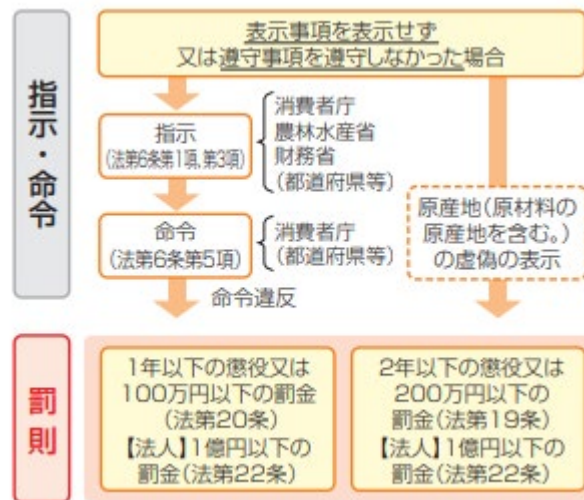 表示事項を表示せず
又は遵守事項を遵守しなかった場合
指示・命令
指示
(法第6条第1項、第3項)
消費者庁
農林水産省
財務省
(都道府県等)
命令
(法第6条第5項)
消費者庁
(都道府県等)
原産地(原材料の
原産地を含む。)
の虚偽の表示
命令違反
罰則
1年以下の懲役又は
100万円以下の罰金
(法第20条)
【法人】1億円以下の
罰金(法第22条)
2年以下の懲役又は
200万円以下の
罰金(法第19条)
【法人】1億円以下の
罰金(法第22条)